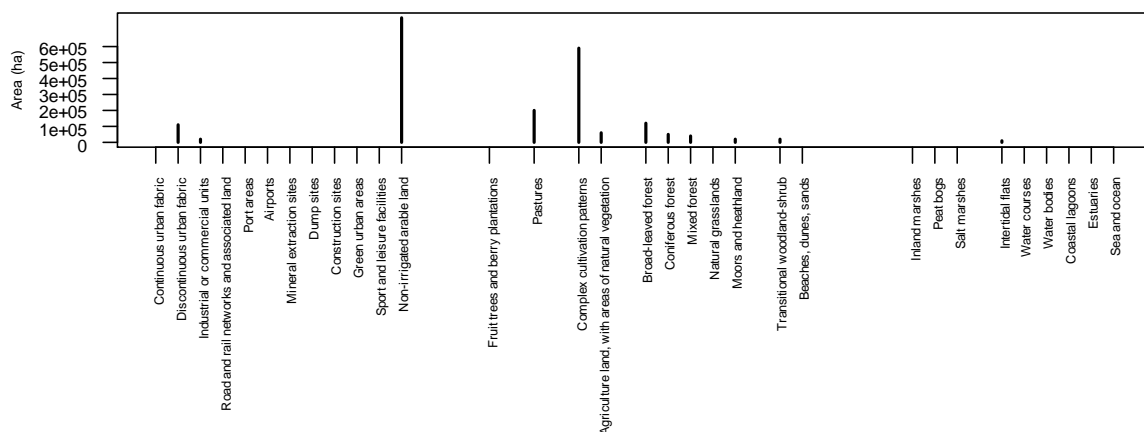 Area (ha)
6e+05
5e+05
4e+05
3e+05
2e+05
1e+05
0
Continuous urban fabric
Discontinuous urban fabric
Industrial or commercial units
Road and rail networks and associated land
Port areas
Airports
Mineral extraction sites
Dump sites
Construction sites
Green urban areas
Sport and leisure facilities
Non-irrigated arable land
Fruit trees and berry plantations
Pastures
Complex cultivation patterns
Agriculture land, with areas of natural vegetation
Broad-leaved forest
Coniferous forest
Mixed forest
Natural grasslands
Moors and heathland
Transitional woodland-shrub
Beaches, dunes, sands
Inland marshes
Peat bogs
Salt marshes
Intertidal flats
Water courses
Water bodies
Coastal lagoons
Estuaries
Sea and ocean